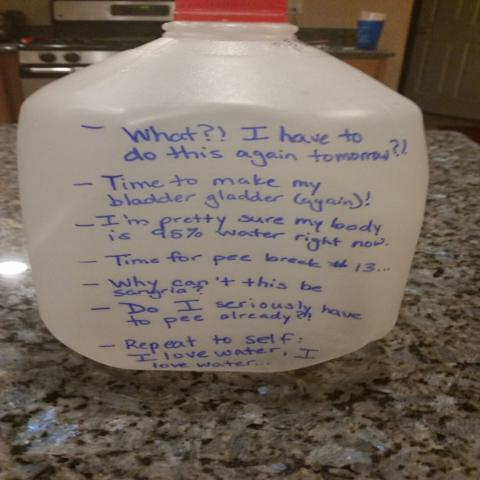 - What?! I have to
do this again tomorrow?!
- Time to make my
bladder gladder (again)!
- I'm pretty sure my body
is 95% water right now.
- Time for pee break # 13...
- Why can't this be
sangria?
- Do I seriously have
to pee already?!
- Repeat to self:
I love water, I
love water...